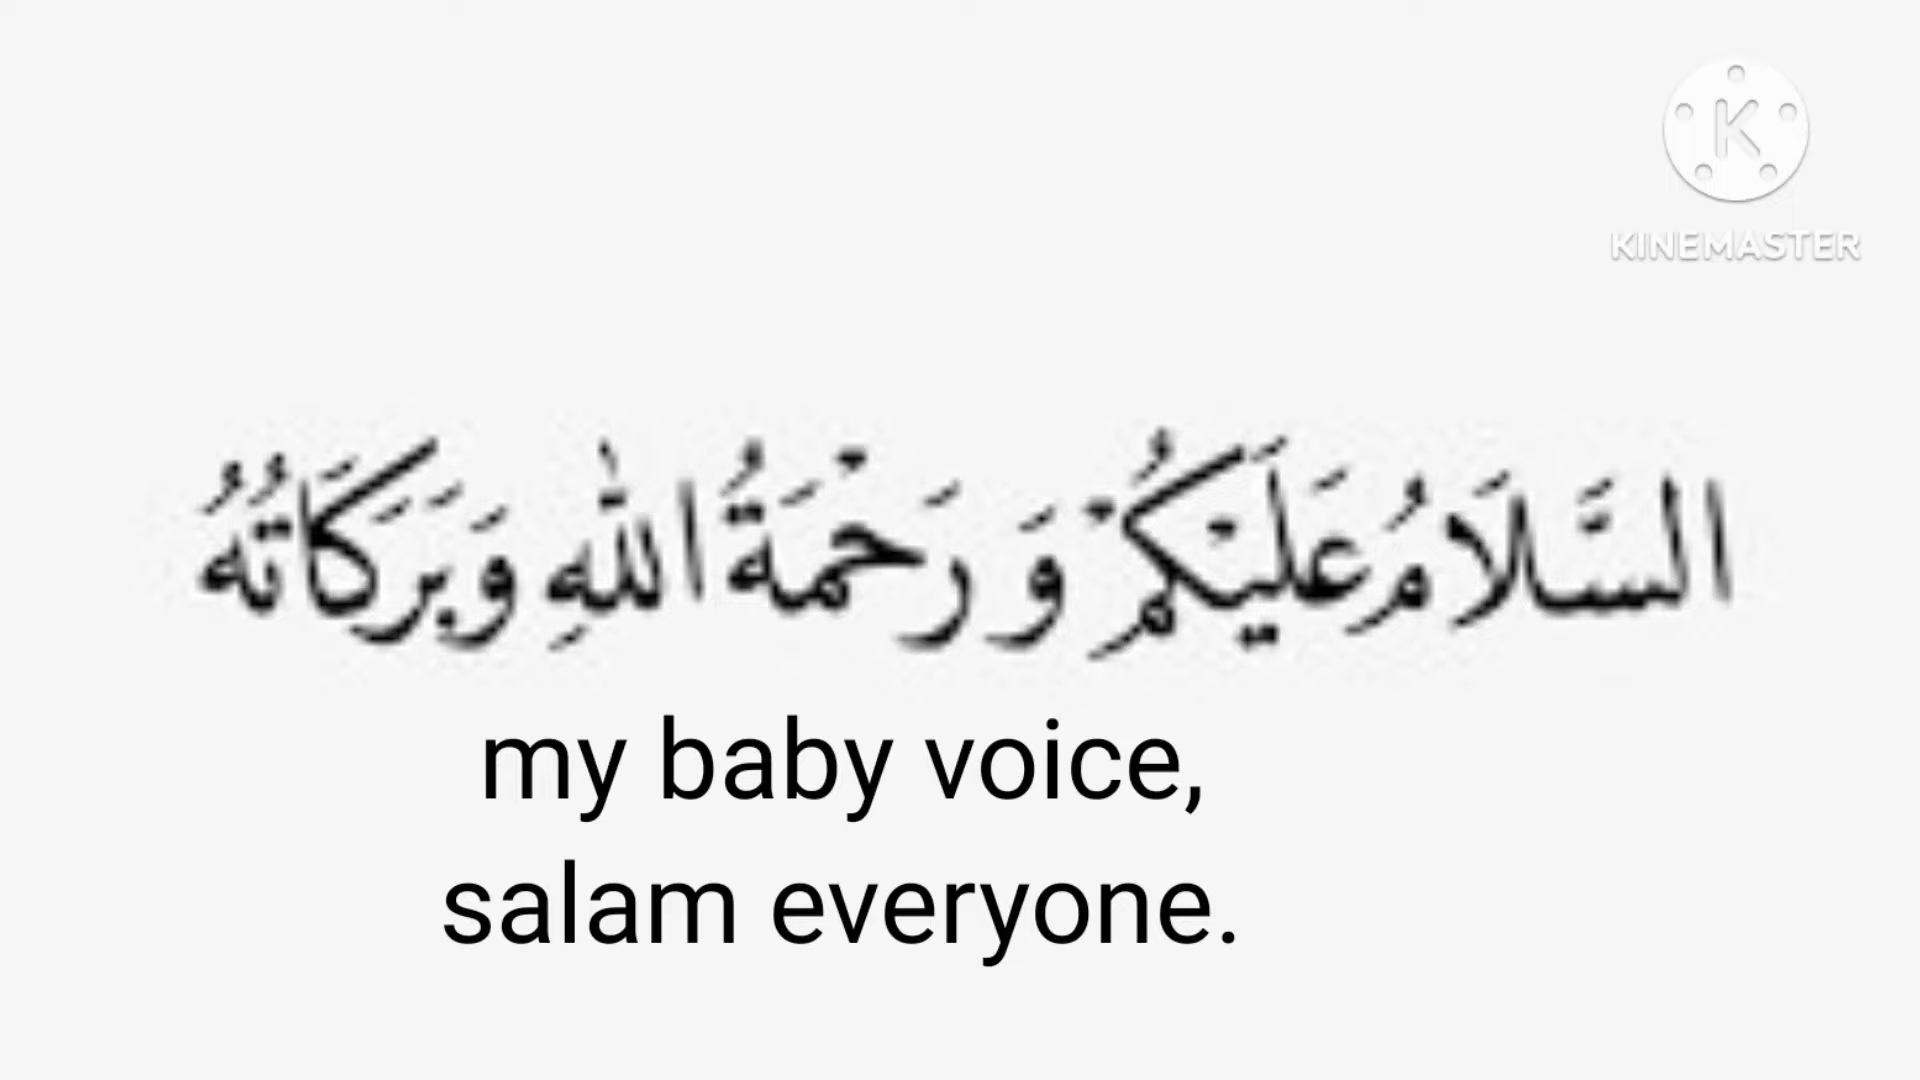 K
KINEMASTER
السَّلَامُ عَلَيْكُمْ وَ رَحْمَةُ اللهِ وَبَرَكَاتُهُ
my baby voice,
salam everyone.